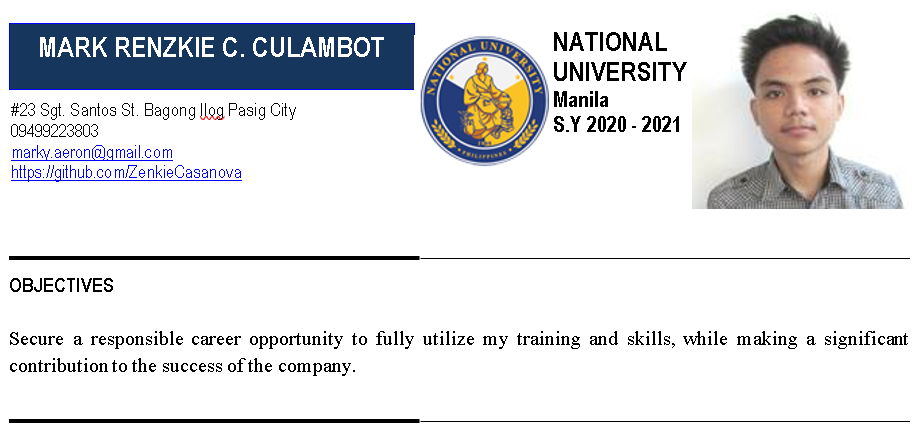 MARK RENZKIE C. CULAMBOT
#23 Sgt. Santos St. Bagong Ilog Pasig City
09499223803
marky.aeron@gmail.com
https://github.com/ZenkieCasanova
NATIONAL UNIVERSITY
1900
PHILIPPINES
NATIONAL
UNIVERSITY
Manila
S.Y 2020 - 2021
OBJECTIVES
Secure a responsible career opportunity to fully utilize my training and skills, while making a significant
contribution to the success of the company.